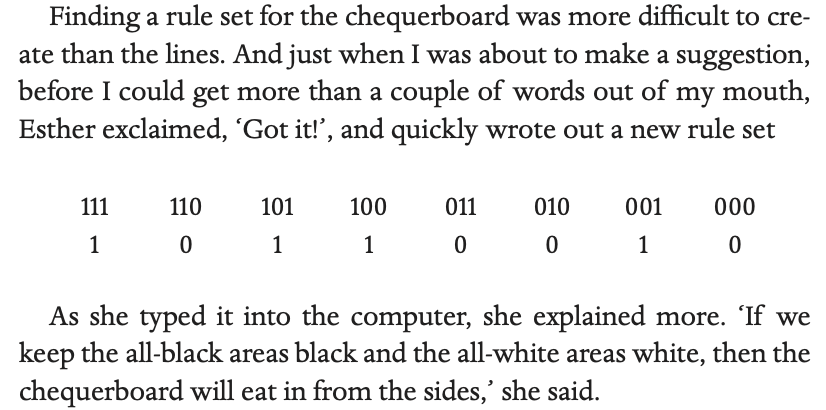 Finding a rule set for the chequerboard was more difficult to cre-
ate than the lines. And just when I was about to make a suggestion,
before I could get more than a couple of words out of my mouth,
Esther exclaimed, ‘Got it!’, and quickly wrote out a new rule set
111 110 101 100 011 010 001 000
1 0 1 1 0 0 1 0
As she typed it into the computer, she explained more. ‘If we
keep the all-black areas black and the all-white areas white, then the
chequerboard will eat in from the sides,’ she said.